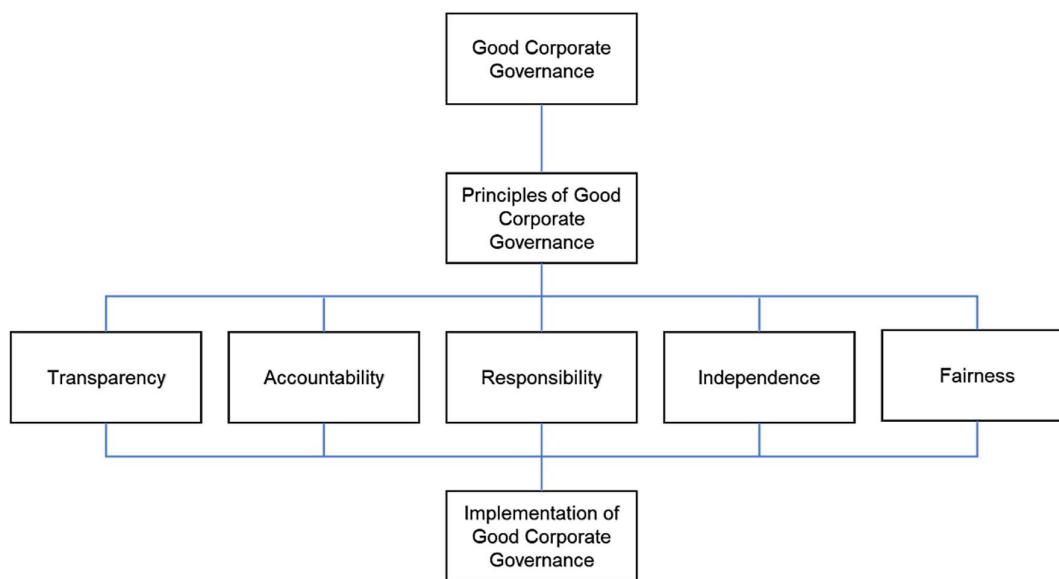 Good Corporate
Governance
Principles of Good
Corporate
Governance
Transparency
Accountability
Responsibility
Independence
Fairness
Implementation of
Good Corporate
Governance